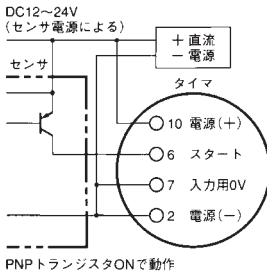 DC12～24V
(センサ電源による)
＋直流
－電源
センサ
タイマ
10 電源(＋)
6 スタート
7 入力用0V
2 電源(－)
PNPトランジスタONで動作